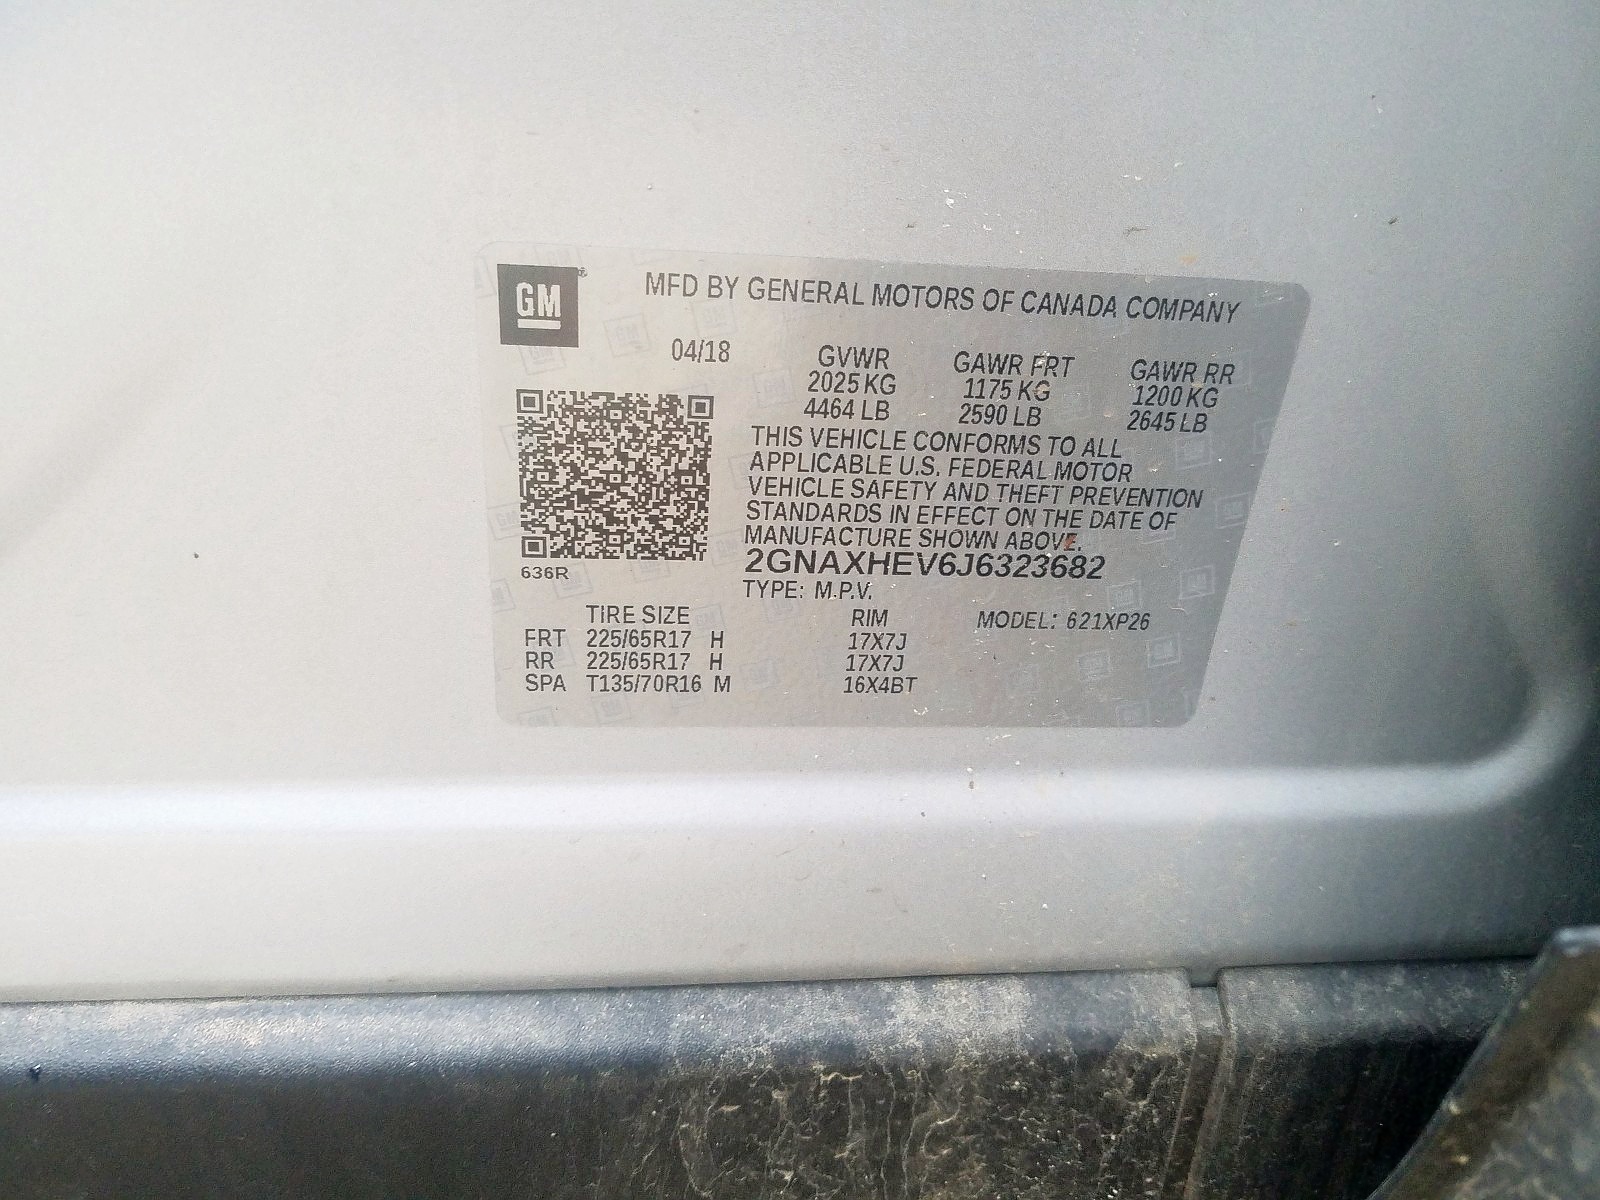 GM
MFD BY GENERAL MOTORS OF CANADA COMPANY
04/18 GVWR GAWR FRT GAWR RR
2025 KG 1175 KG 1200 KG
4464 LB 2590 LB 2645 LB
THIS VEHICLE CONFORMS TO ALL
APPLICABLE U.S. FEDERAL MOTOR
VEHICLE SAFETY AND THEFT PREVENTION
STANDARDS IN EFFECT ON THE DATE OF
MANUFACTURE SHOWN ABOVE.
636R 2GNAXHEV6J6323682
TYPE: M.P.V.
TIRE SIZE RIM MODEL: 621XP26
FRT 225/65R17 H 17X7J
RR 225/65R17 H 17X7J
SPA T135/70R16 M 16X4BT